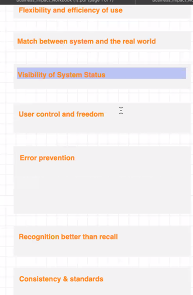 Flexibility and efficiency of use
Match between system and the real world
Visibility of System Status
User control and freedom
Error prevention
Recognition better than recall
Consistency & standards